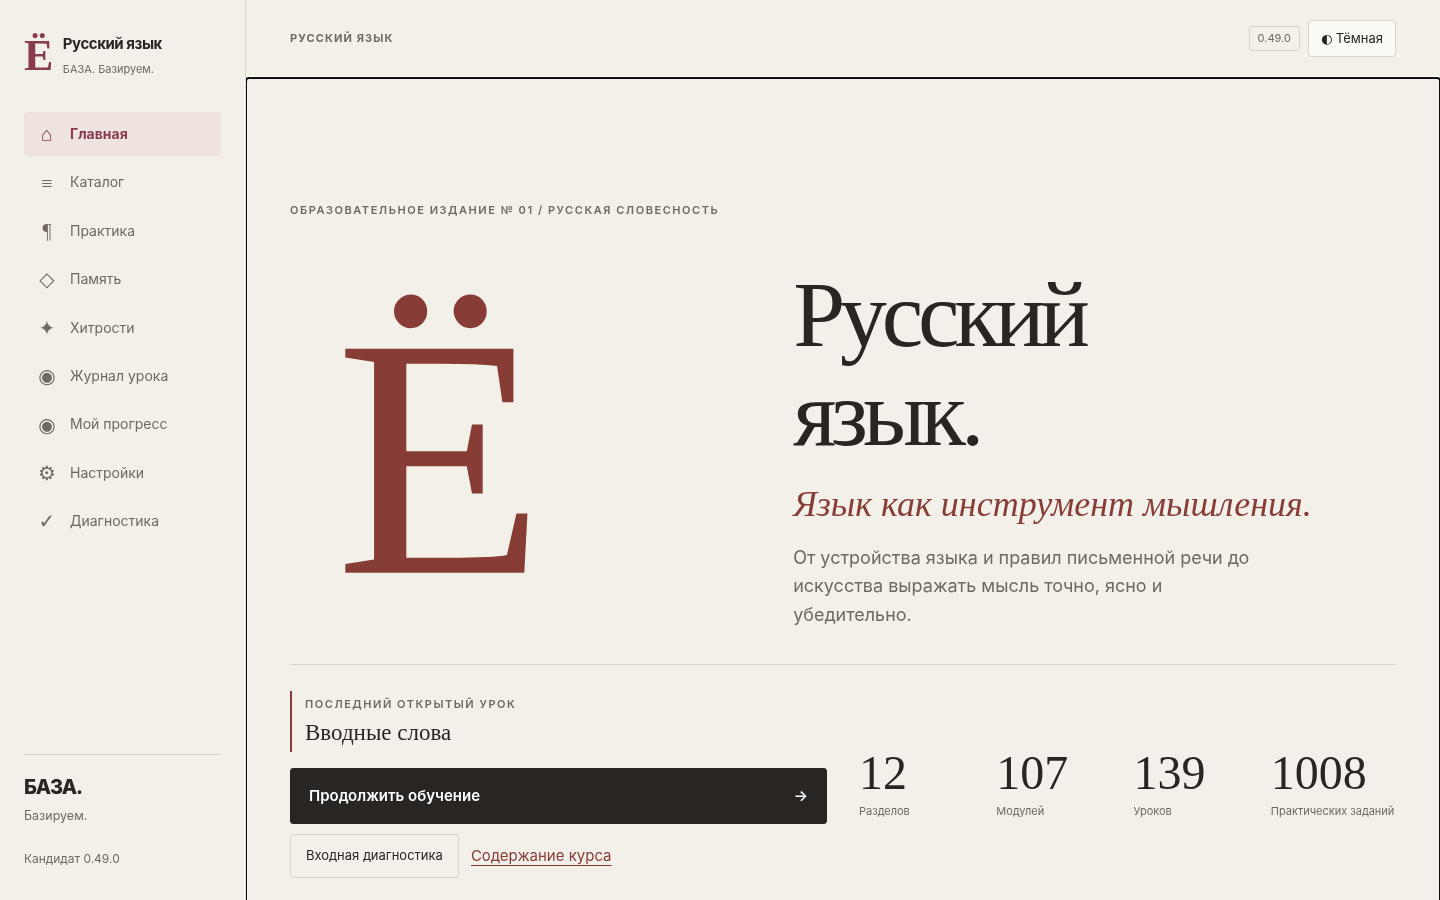 Ё
Русский язык
БАЗА. Базируем.
⌂ Главная
≡ Каталог
¶ Практика
◇ Память
✦ Хитрости
◉ Журнал урока
◉ Мой прогресс
⚙ Настройки
✓ Диагностика
БАЗА.
Базируем.
Кандидат 0.49.0
РУССКИЙ ЯЗЫК
0.49.0
◐ Тёмная
ОБРАЗОВАТЕЛЬНОЕ ИЗДАНИЕ № 01 / РУССКАЯ СЛОВЕСНОСТЬ
Ё
Русский
язык.
Язык как инструмент мышления.
От устройства языка и правил письменной речи до
искусства выражать мысль точно, ясно и
убедительно.
ПОСЛЕДНИЙ ОТКРЫТЫЙ УРОК
Вводные слова
Продолжить обучение →
Входная диагностика
Содержание курса
12
Разделов
107
Модулей
139
Уроков
1008
Практических заданий